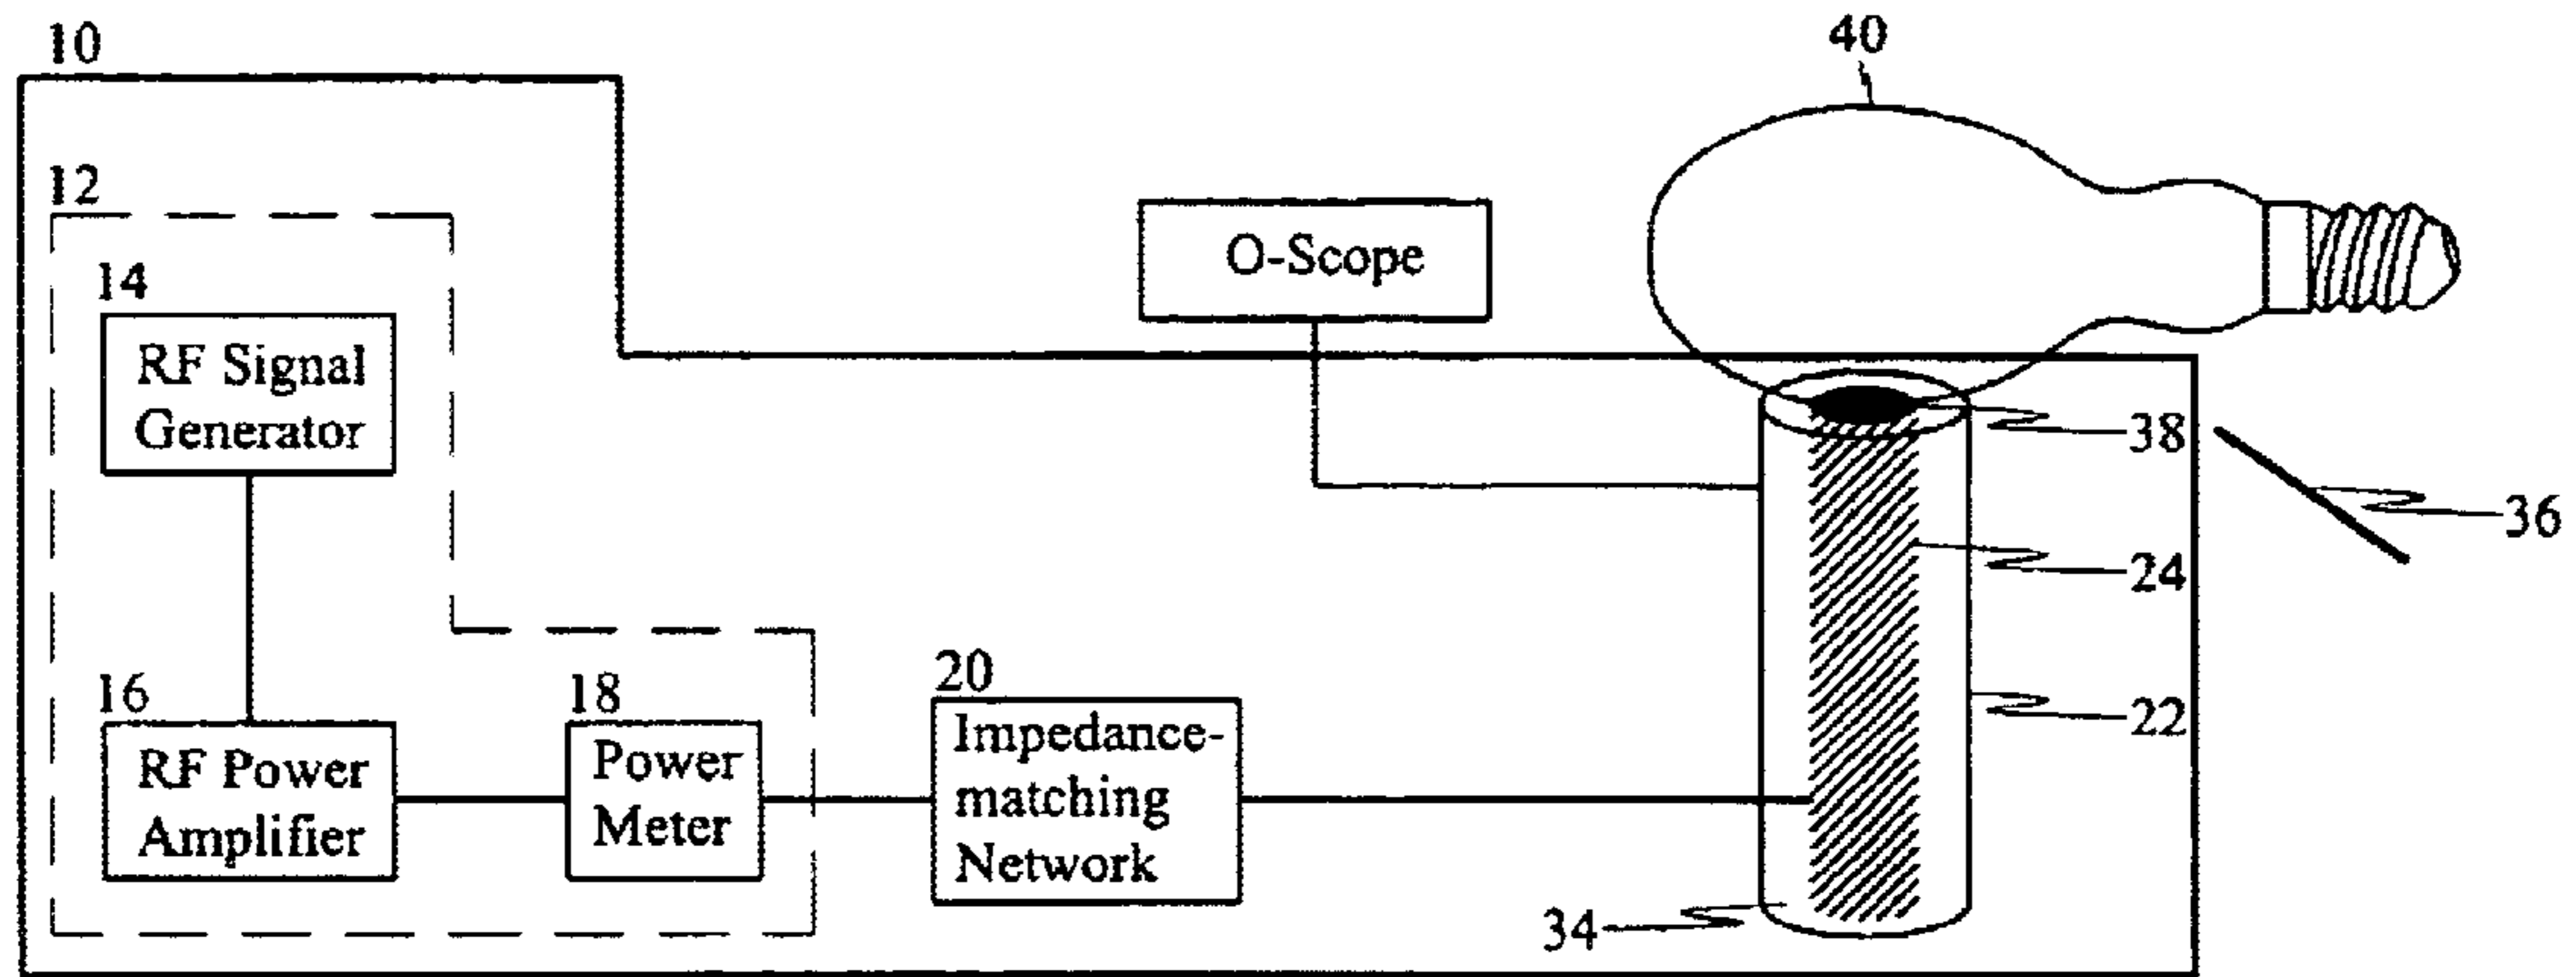 10
40
12
O-Scope
14
RF Signal
Generator
38
36
24
16
18
20
22
RF Power
Amplifier
Power
Meter
Impedance-
matching
Network
34